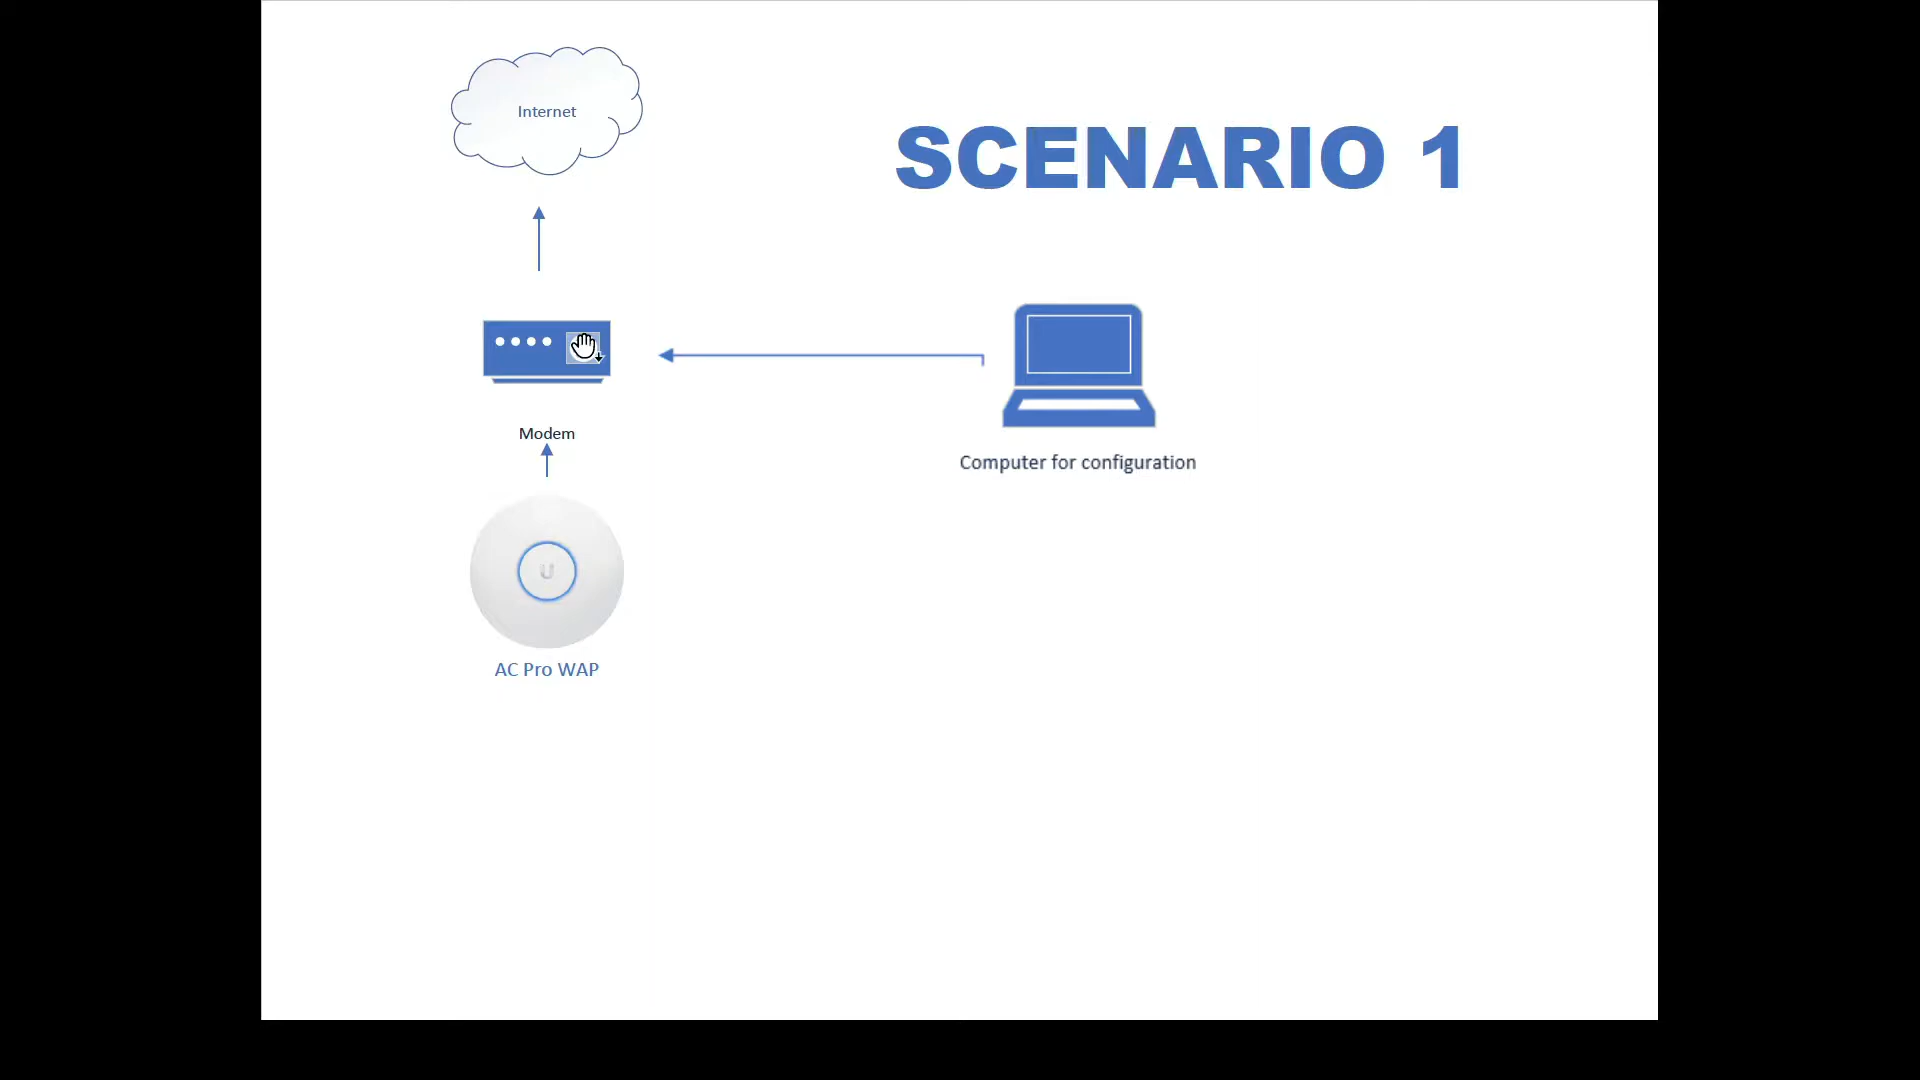 Internet
SCENARIO 1
Modem
Computer for configuration
U
AC Pro WAP